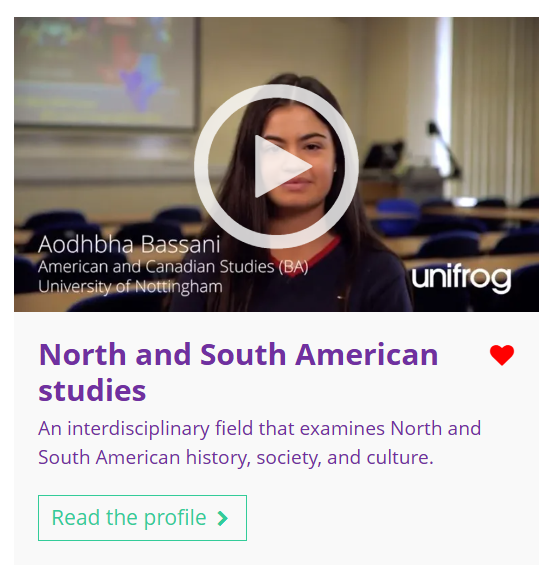 Aodhbha Bassani
American and Canadian Studies (BA)
University of Nottingham
unifrog
North and South American
studies
An interdisciplinary field that examines North and
South American history, society, and culture.
Read the profile